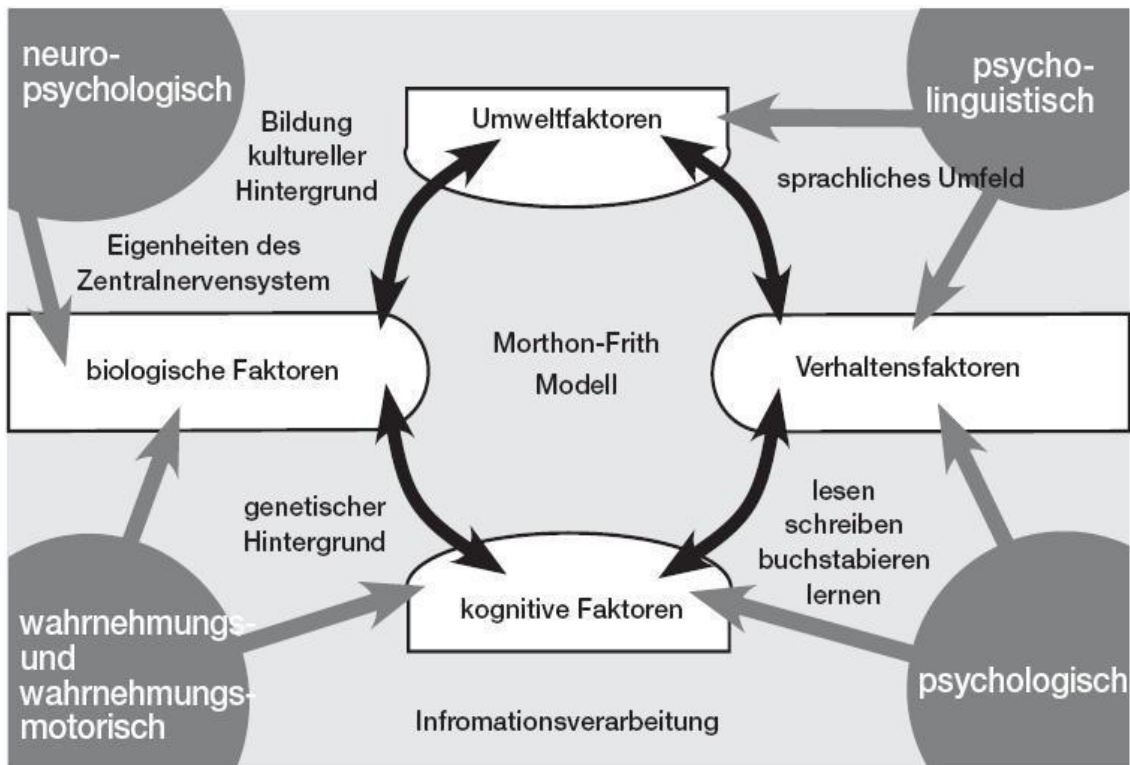 neuro-
psychologisch
psycho-
linguistisch
Umweltfaktoren
Bildung
kultureller
Hintergrund
sprachliches Umfeld
Eigenheiten des
Zentralnervensystem
Morthon-Frith
Modell
biologische Faktoren
Verhaltensfaktoren
genetischer
Hintergrund
lesen
schreiben
buchstabieren
lernen
kognitive Faktoren
wahrnehmungs-
und
wahrnehmungs-
motorisch
psychologisch
Infromationsverarbeitung